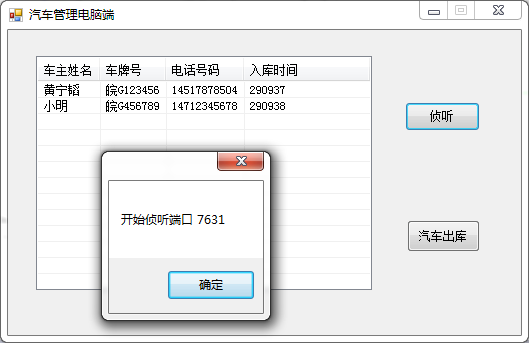 汽车管理电脑端
车主姓名 车牌号 电话号码 入库时间
黄宁韬 皖G123456 14517878504 290937
小明 皖G456789 14712345678 290938
侦听
开始侦听端口 7631
汽车出库
确定